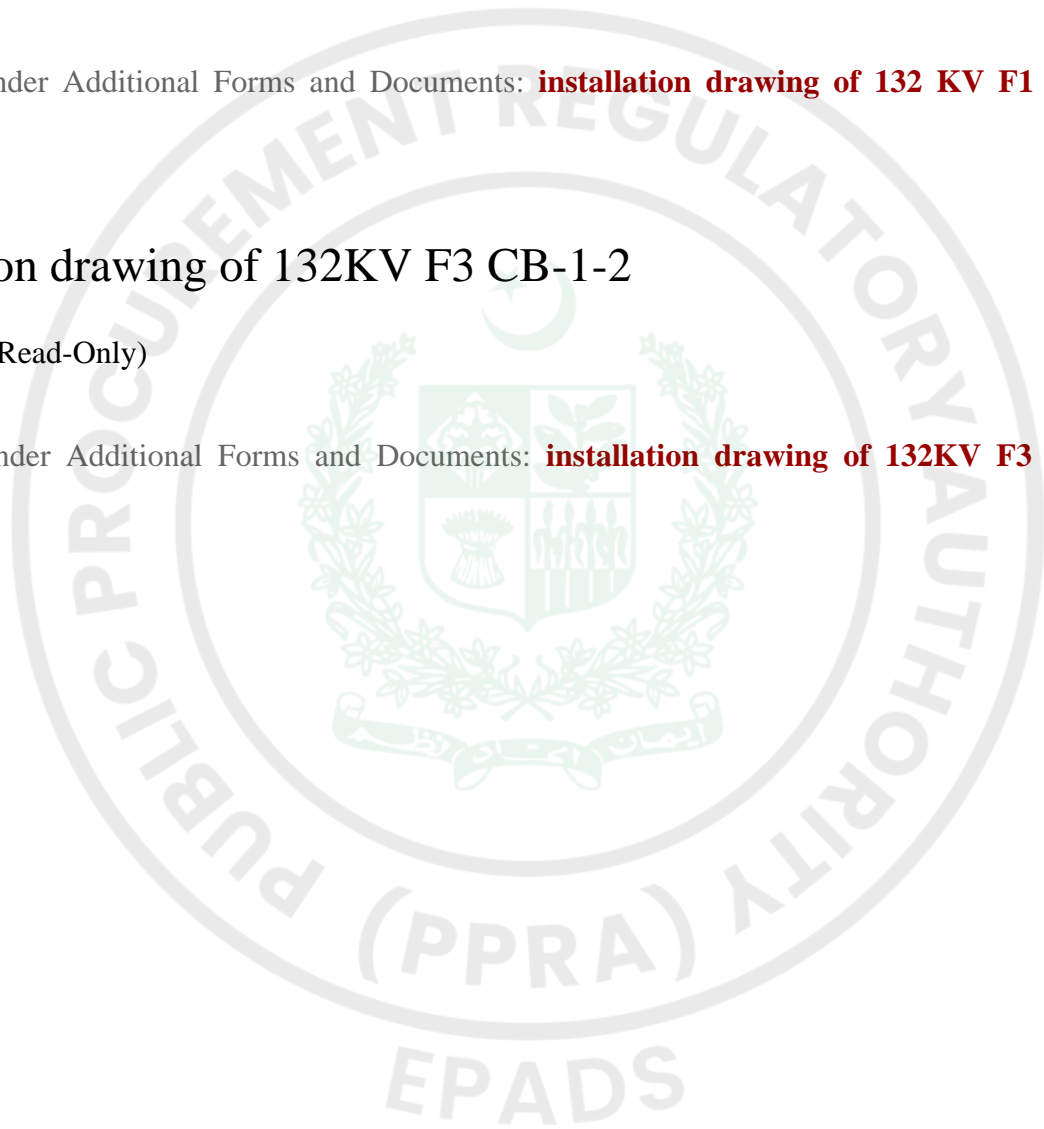 nder Additional Forms and Documents: installation drawing of 132 KV F1
on drawing of 132KV F3 CB-1-2
Read-Only)
nder Additional Forms and Documents: installation drawing of 132KV F3
PUBLIC PROCUREMENT REGULATORY AUTHORITY
(PPRA)
EPADS